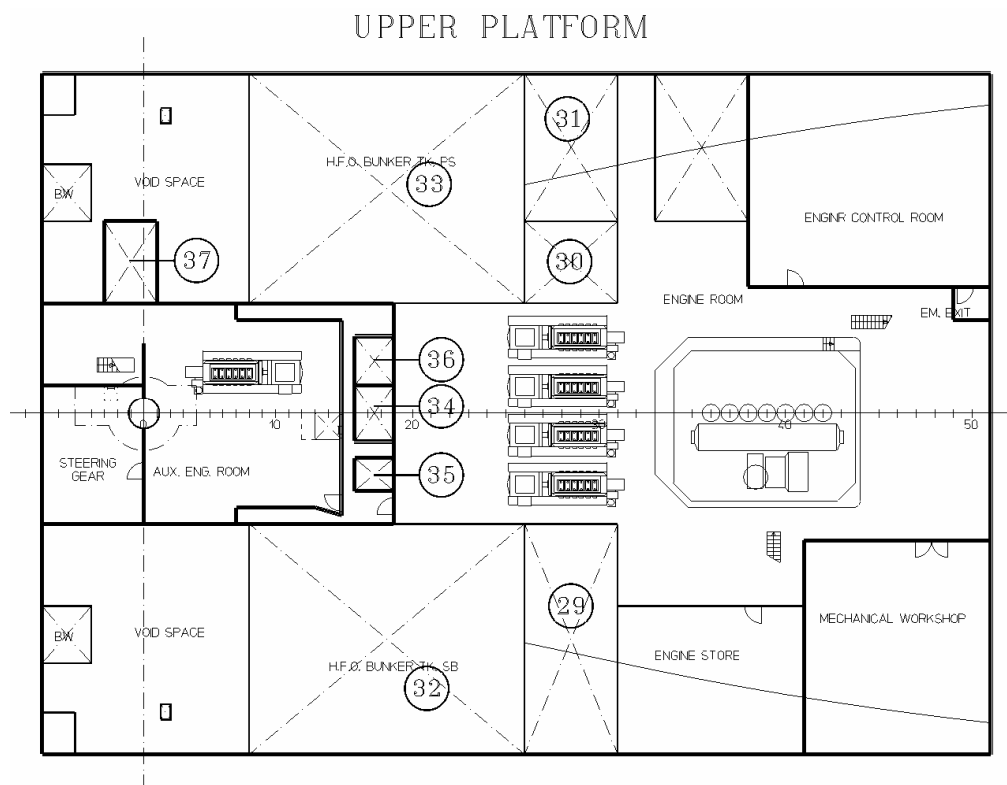 UPPER PLATFORM
31
H.F.O. BUNKER TK, PS
33
VOID SPACE
BW
ENGINR CONTROL ROOM
37
30
ENGINE ROOM
EM. EXIT
36
34
0
10
20
30
40
50
STEERING
GEAR
AUX. ENG. ROOM
35
29
BW
VOID SPACE
MECHANICAL WORKSHOP
ENGINE STORE
H.F.O. BUNKER TK, SB
32